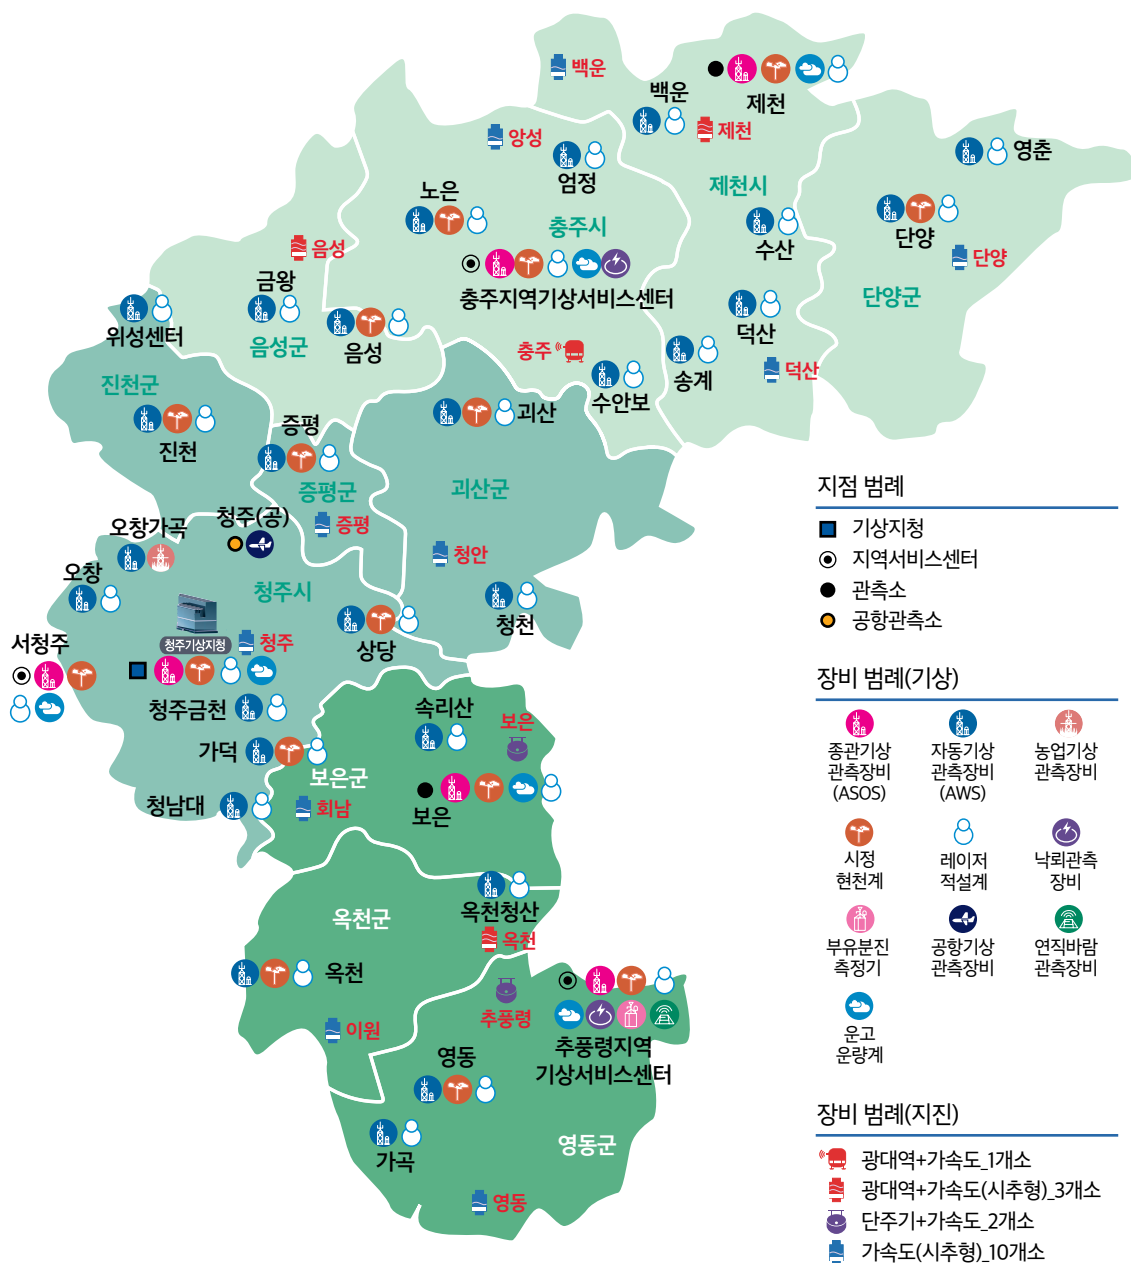 백운
제천
백운
제천
앙성
엄정
영춘
노은
제천시
충주시
수산
단양
단양
음성
금왕
충주지역기상서비스센터
단양군
위성센터
음성군
음성
덕산
충주
송계
덕산
수안보
진천군
진천
괴산
증평
증평군
괴산군
증평
청주(공)
오창가곡
청안
오창
청주시
청천
상당
청주기상지청
청주
서청주
청주금천
속리산
보은
가덕
보은군
청남대
회남
보은
옥천청산
옥천군
옥천
옥천
추풍령
이원
추풍령지역
기상서비스센터
영동
가곡
영동군
영동
지점 범례
기상지청
지역서비스센터
관측소
공항관측소
장비 범례(기상)
종관기상
관측장비
(ASOS)
자동기상
관측장비
(AWS)
농업기상
관측장비
시정
현천계
레이저
적설계
낙뢰관측
장비
부유분진
측정기
공항기상
관측장비
연직바람
관측장비
운고
운량계
장비 범례(지진)
광대역+가속도_1개소
광대역+가속도(시추형)_3개소
단주기+가속도_2개소
가속도(시추형)_10개소